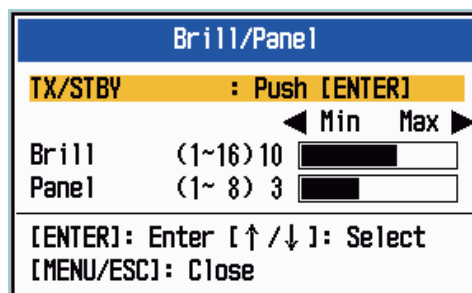 Brill/Panel
TX/STBY : Push [ENTER]
◀ Min Max ▶
Brill (1~16) 10
Panel (1~ 8) 3
[ENTER]: Enter [↑/↓]: Select
[MENU/ESC]: Close